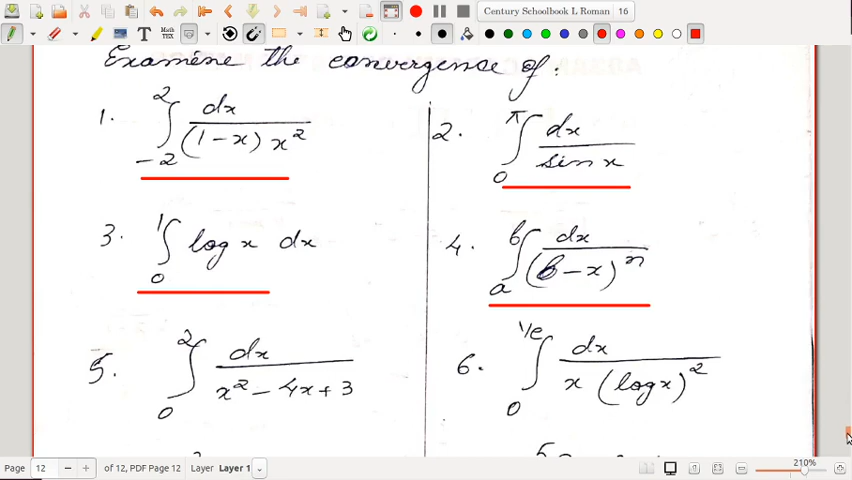 Century Schoolbook L Roman 16
Examine the convergence of:
1. ∫_{-2}^{2} dx / (1-x) x^2
2. ∫_{0}^{π} dx / sin x
3. ∫_{0}^{1} log x dx
4. ∫_{a}^{b} dx / (b-x)^n
5. ∫_{0}^{2} dx / x^2 - 4x + 3
6. ∫_{0}^{1/e} dx / x (log x)^2
Page 12 of 12, PDF Page 12 Layer Layer 1 210%